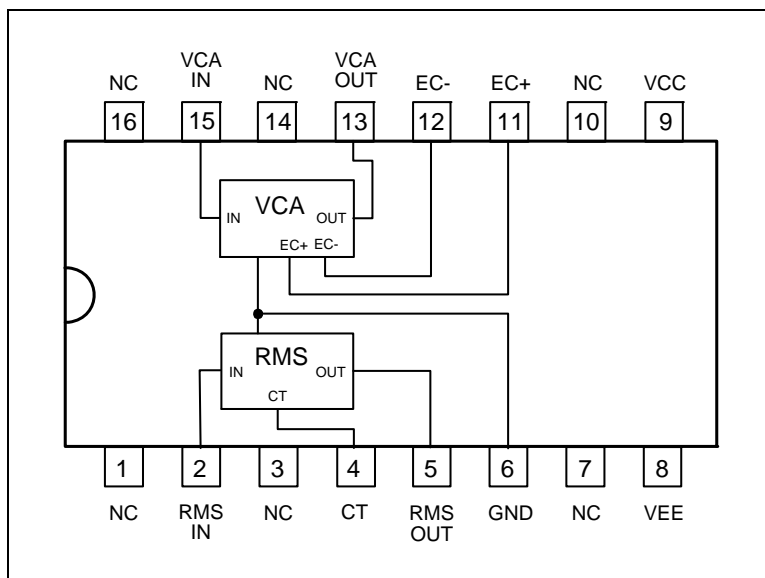 NC
VCA
IN
NC
VCA
OUT
EC-
EC+
NC
VCC
16
15
14
13
12
11
10
9
VCA
IN
OUT
EC+
EC-
RMS
IN
OUT
CT
1
2
3
4
5
6
7
8
NC
RMS
IN
NC
CT
RMS
OUT
GND
NC
VEE